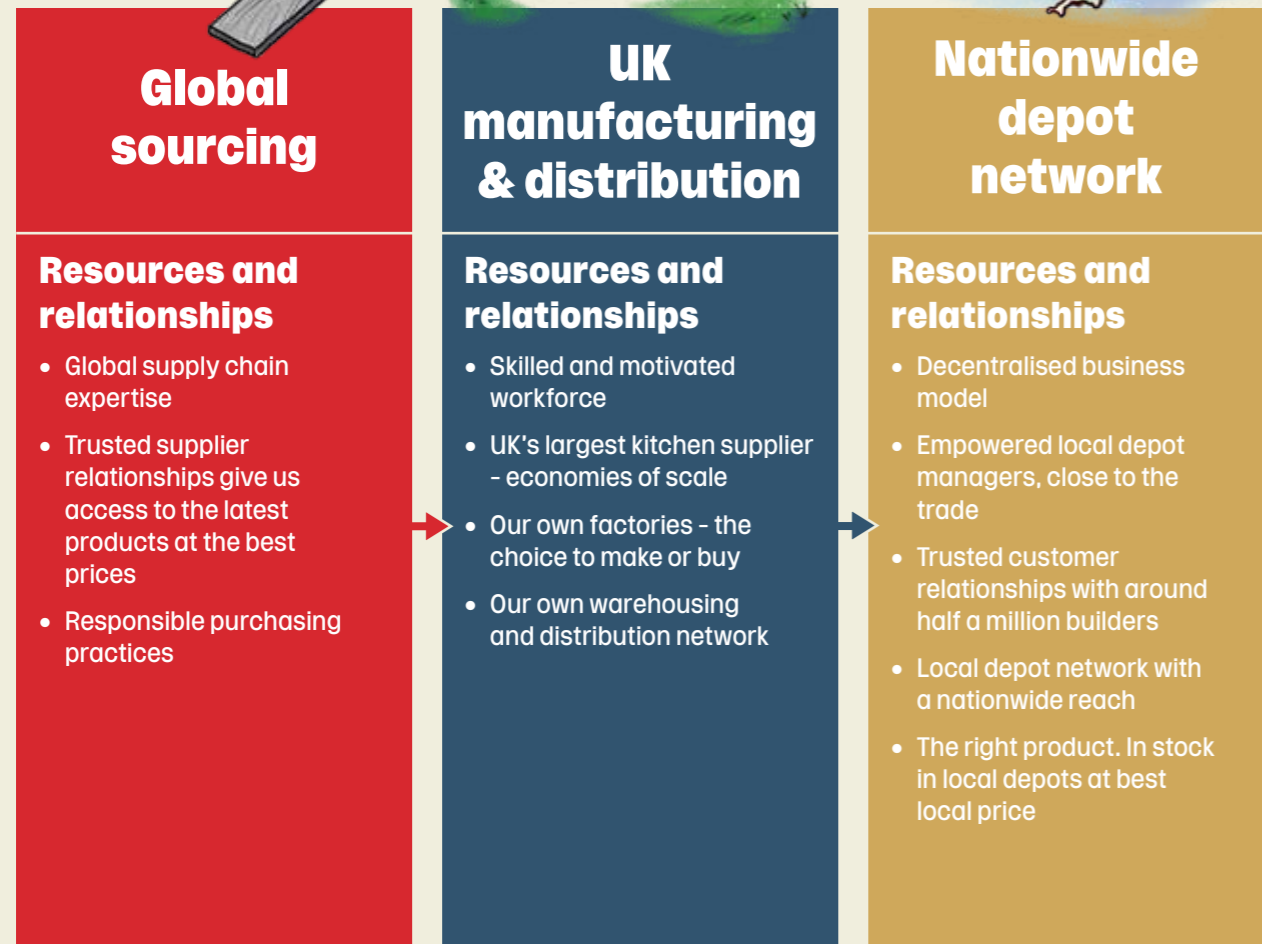 Global
sourcing
Resources and
relationships
• Global supply chain
expertise
• Trusted supplier
relationships give us
access to the latest
products at the best
prices
• Responsible purchasing
practices
UK
manufacturing
& distribution
Resources and
relationships
• Skilled and motivated
workforce
• UK's largest kitchen supplier
– economies of scale
• Our own factories – the
choice to make or buy
• Our own warehousing
and distribution network
Nationwide
depot
network
Resources and
relationships
• Decentralised business
model
• Empowered local depot
managers, close to the
trade
• Trusted customer
relationships with around
half a million builders
• Local depot network with
a nationwide reach
• The right product. In stock
in local depots at best
local price